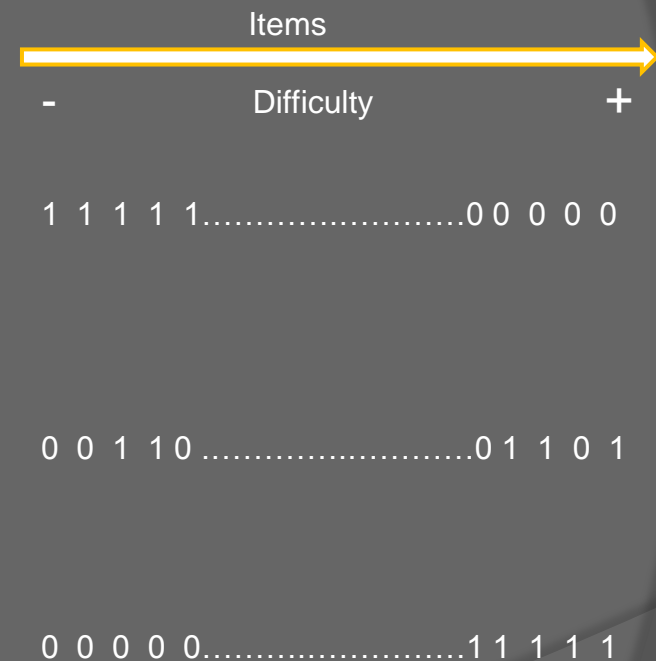 Items
- Difficulty +
1 1 1 1 1.........................0 0 0 0 0
0 0 1 1 0 ..........................0 1 1 0 1
0 0 0 0 0.........................1 1 1 1 1